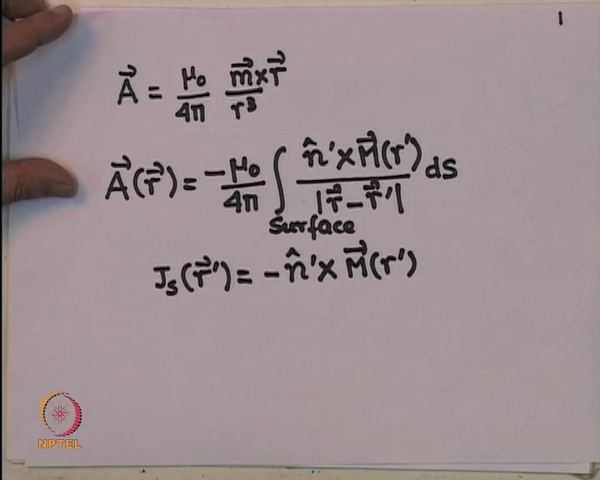 1
A⃗ = μ₀/4π m⃗×r⃗/r³
A⃗(r⃗) = -μ₀/4π ∫ n̂'×M⃗(r')/|r⃗-r⃗'| dS
Surface
Jₛ(r⃗') = -n̂'×M⃗(r')
NPTEL